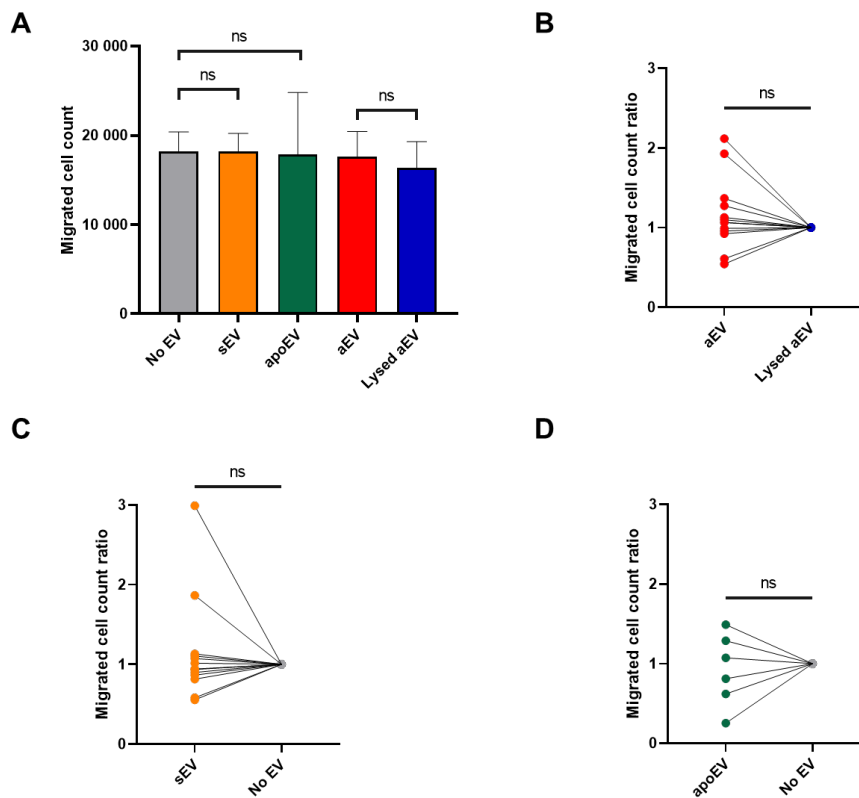 A
ns
ns
ns
30 000
20 000
10 000
0
Migrated cell count
No EV
sEV
apoEV
aEV
Lysed aEV
B
ns
3
2
1
0
Migrated cell count ratio
aEV
Lysed aEV
C
ns
3
2
1
0
Migrated cell count ratio
sEV
No EV
D
ns
3
2
1
0
Migrated cell count ratio
apoEV
No EV